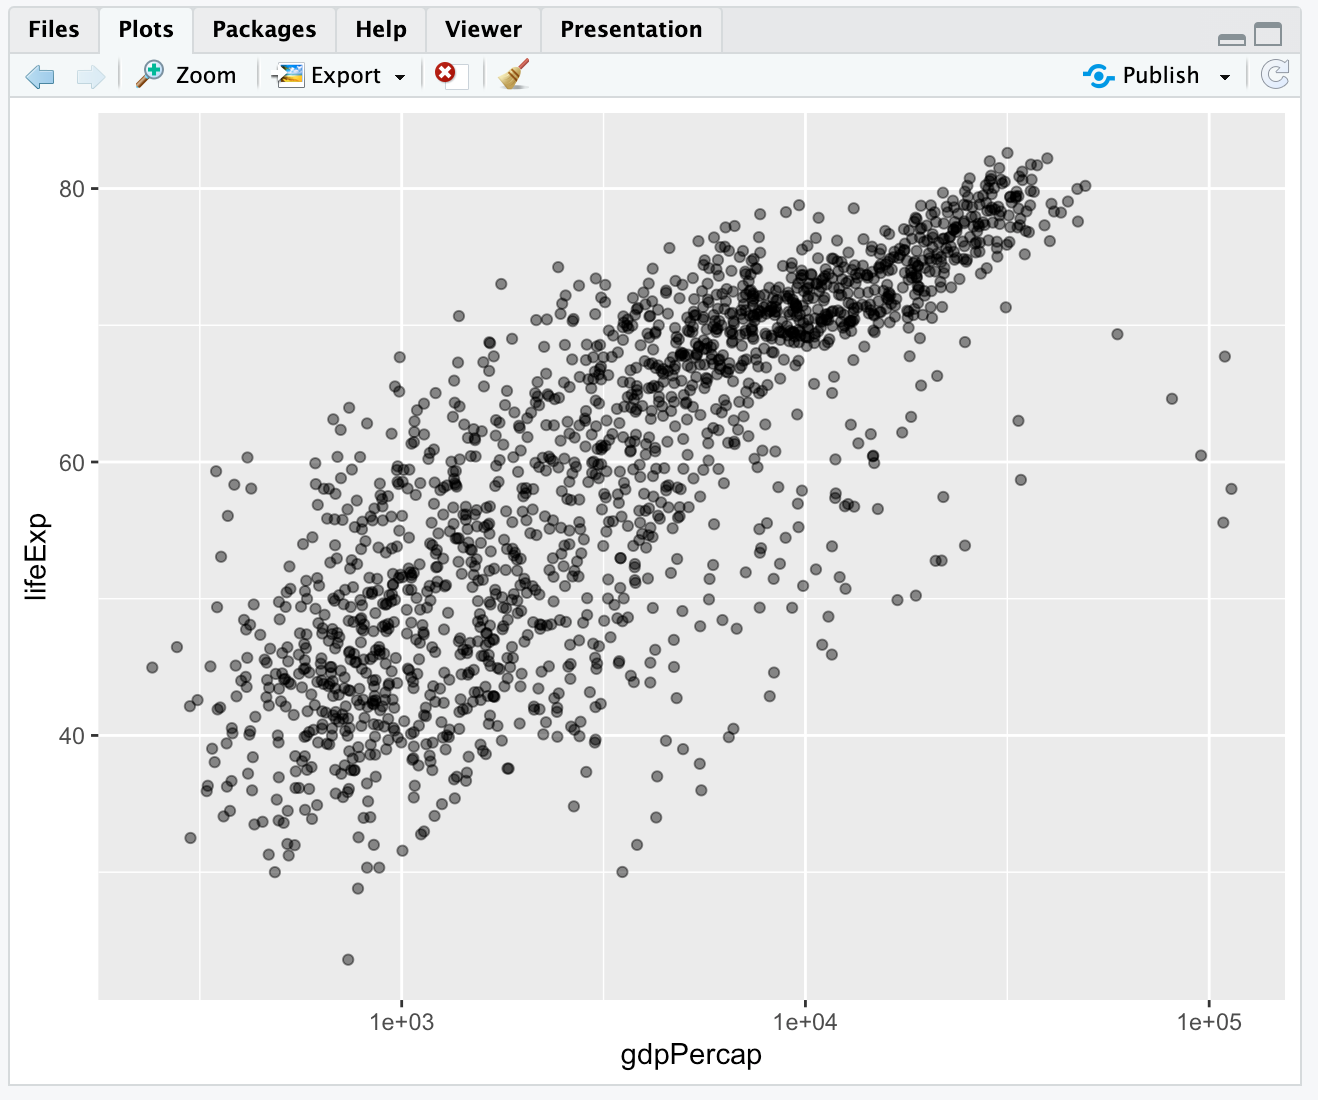 Files Plots Packages Help Viewer Presentation
Zoom Export Publish
80
60
40
lifeExp
1e+03 1e+04 1e+05
gdpPercap